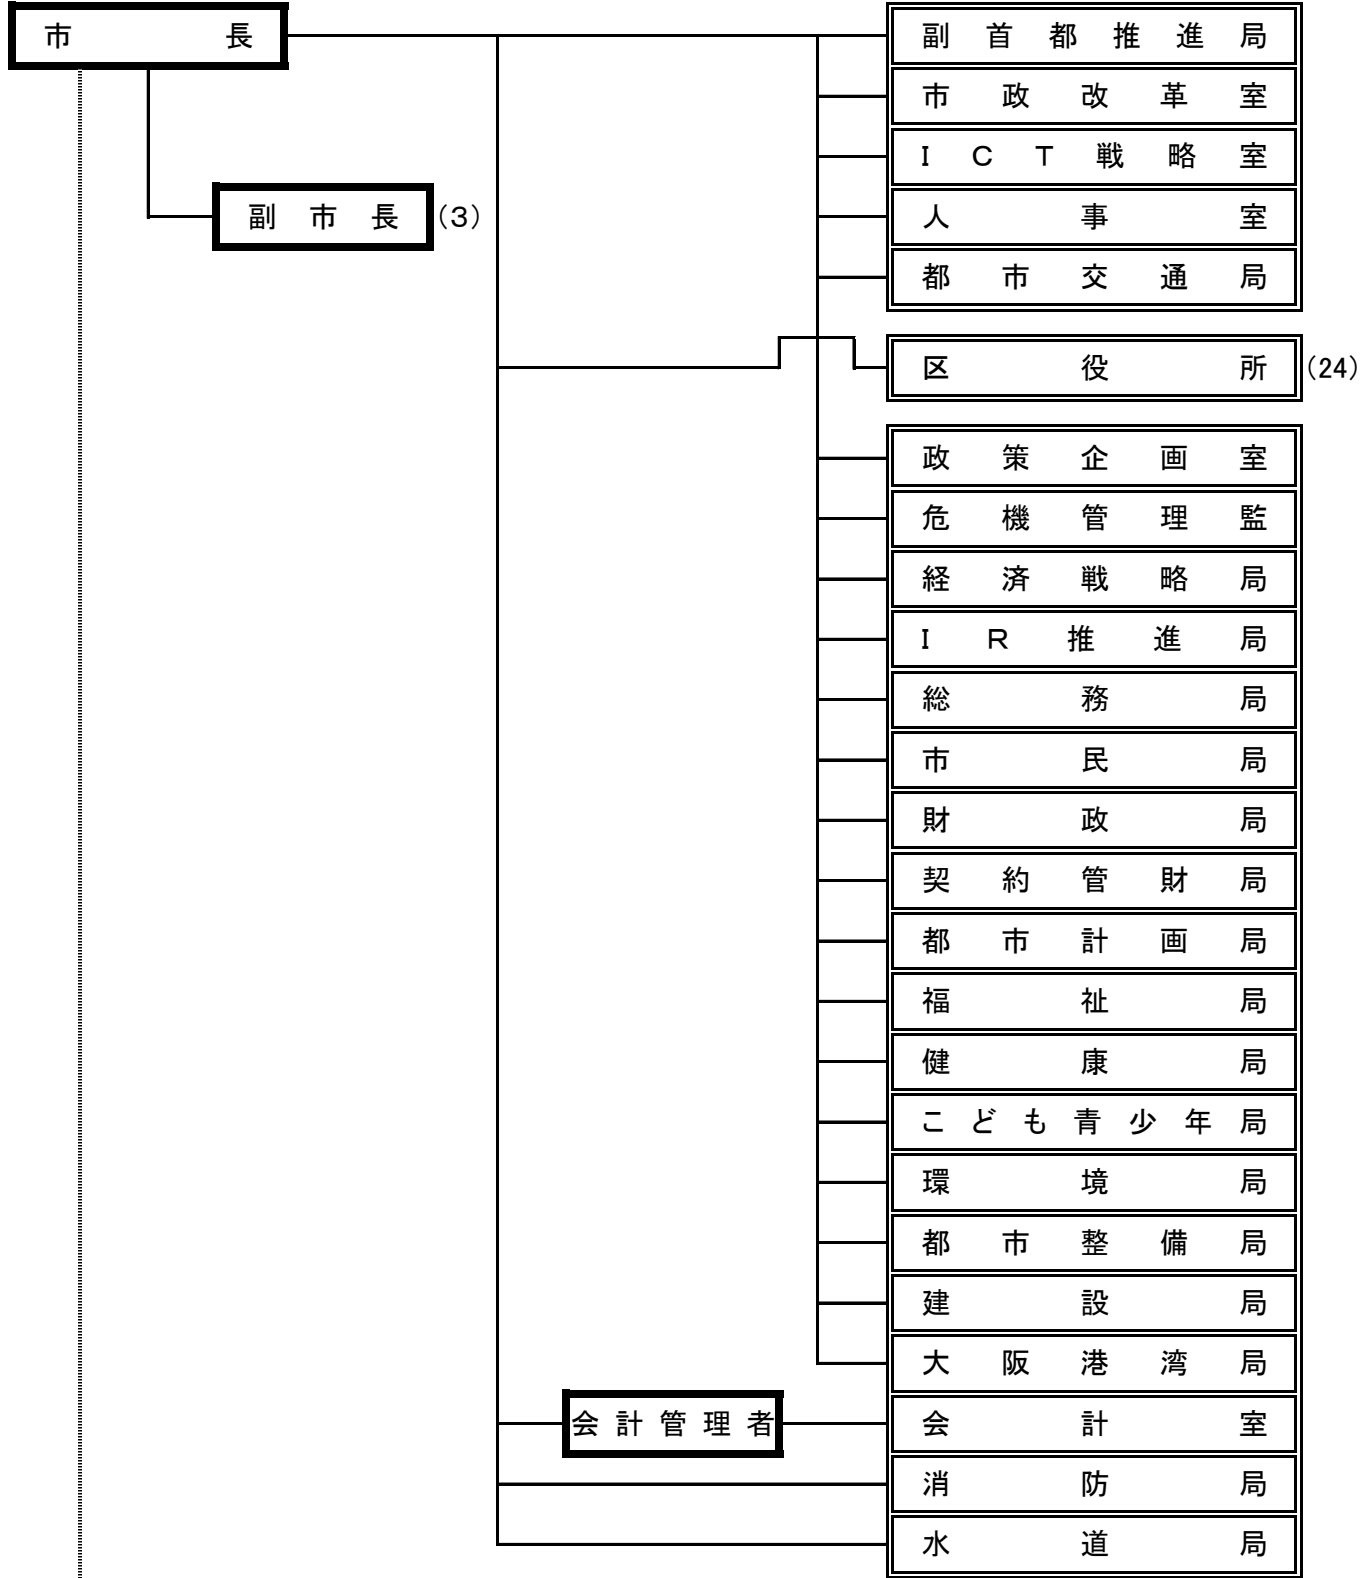 市長
副首都推進局
市政改革室
ICT戦略室
副市長(3)
人事室
都市交通局
区役所(24)
政策企画室
危機管理監
経済戦略局
IR推進局
総務局
市民局
財政局
契約管財局
都市計画局
福祉局
健康局
こども青少年局
環境局
都市整備局
建設局
大阪港湾局
会計管理者
会計室
消防局
水道局